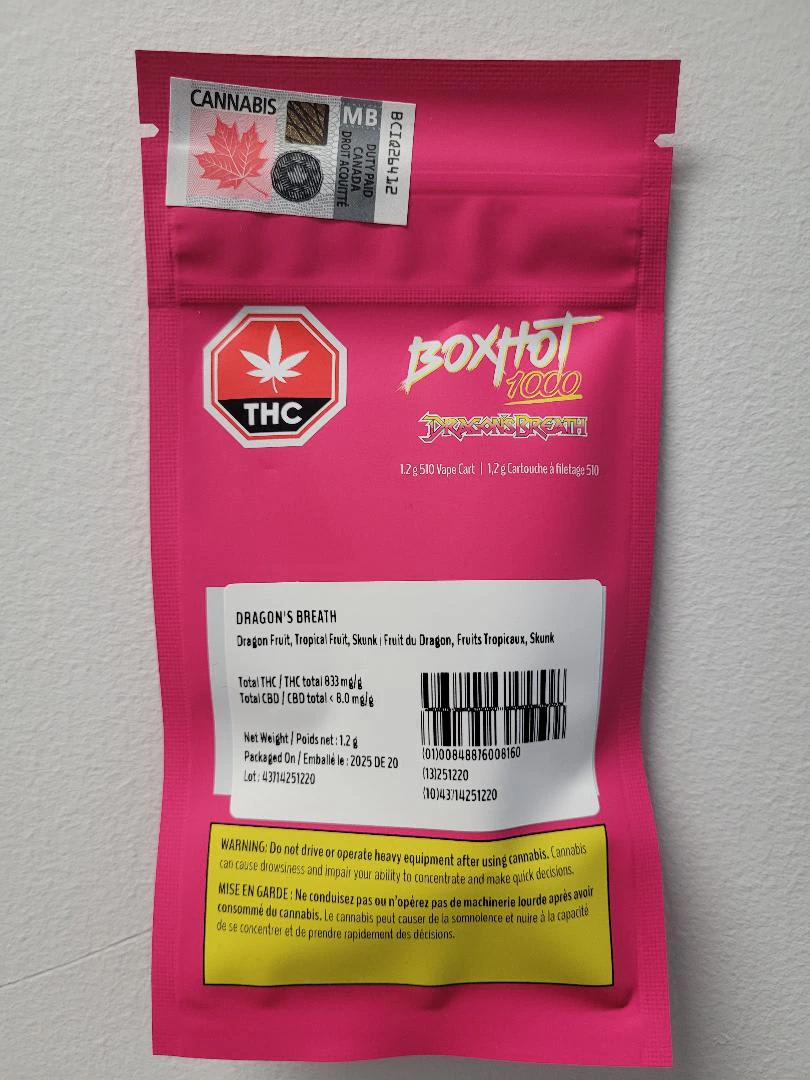 CANNABIS
MB
DUTY PAID
CANADA
DROIT ACQUITTÉ
BCIQ26412
THC
BOXHOT
1000
DRAGON'S BREATH
1.2 g 510 Vape Cart | 1,2 g Cartouche à filetage 510
DRAGON'S BREATH
Dragon Fruit, Tropical Fruit, Skunk | Fruit du Dragon, Fruits Tropicaux, Skunk
Total THC / THC total 833 mg/g
Total CBD / CBD total < 8.0 mg/g
Net Weight / Poids net : 1.2 g
Packaged On / Emballé le : 2025 DE 20
Lot : 43714251220
(01)00848876008160
(13)251220
(10)43714251220
WARNING: Do not drive or operate heavy equipment after using cannabis. Cannabis
can cause drowsiness and impair your ability to concentrate and make quick decisions.
MISE EN GARDE : Ne conduisez pas ou n'opérez pas de machinerie lourde après avoir
consommé du cannabis. Le cannabis peut causer de la somnolence et nuire à la capacité
de se concentrer et de prendre rapidement des décisions.